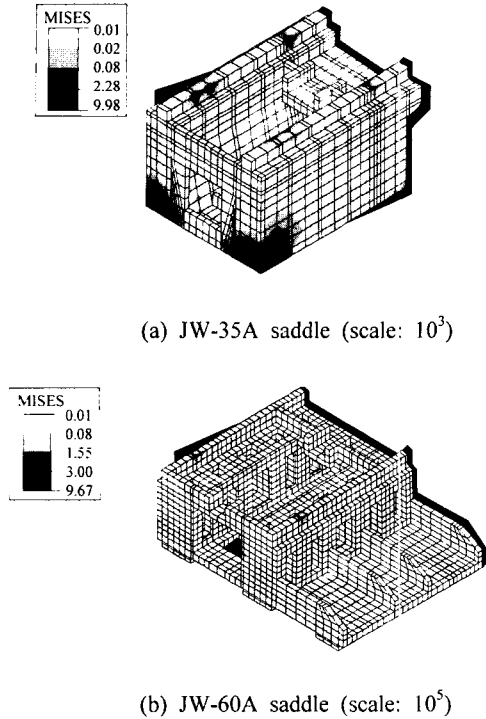 MISES
0.01
0.02
0.08
2.28
9.98
(a) JW-35A saddle (scale: 10³)
MISES
0.01
0.08
1.55
3.00
9.67
(b) JW-60A saddle (scale: 10⁵)